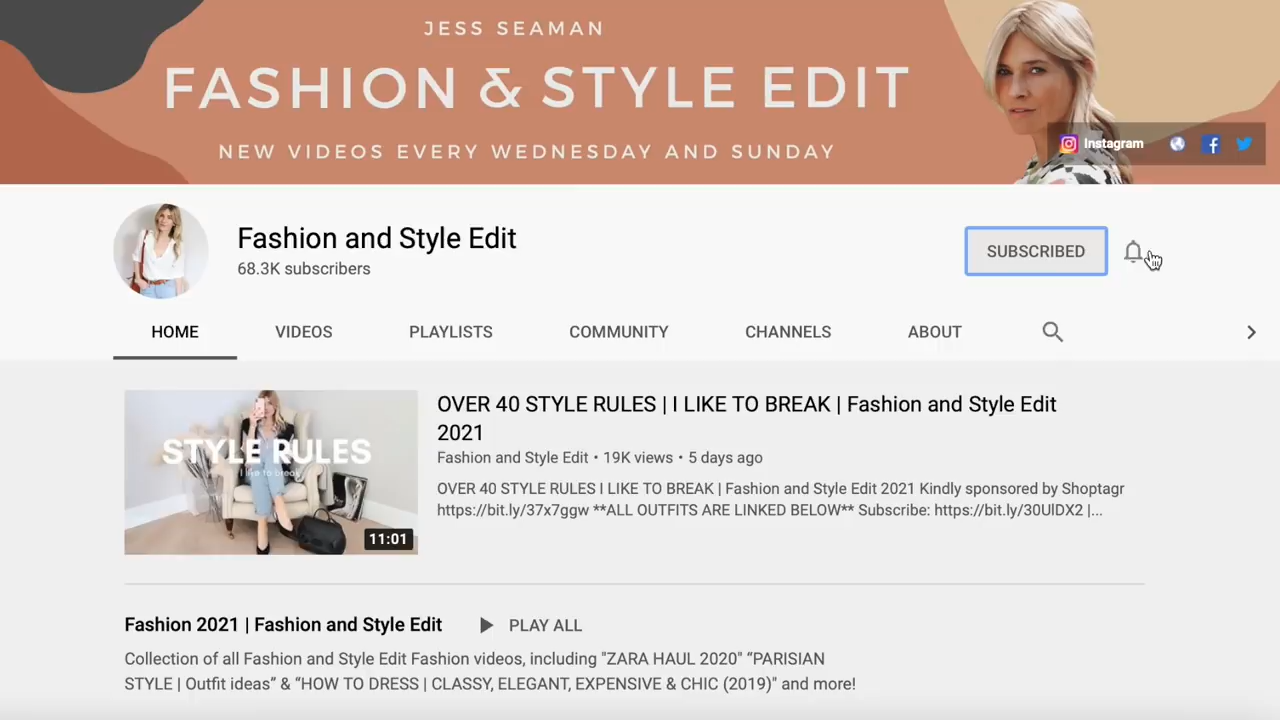 JESS SEAMAN
FASHION & STYLE EDIT
NEW VIDEOS EVERY WEDNESDAY AND SUNDAY
Instagram
Fashion and Style Edit
68.3K subscribers
SUBSCRIBED
HOME VIDEOS PLAYLISTS COMMUNITY CHANNELS ABOUT
STYLE RULES
I like to break
11:01
OVER 40 STYLE RULES | I LIKE TO BREAK | Fashion and Style Edit
2021
Fashion and Style Edit • 19K views • 5 days ago
OVER 40 STYLE RULES I LIKE TO BREAK | Fashion and Style Edit 2021 Kindly sponsored by Shoptagr
https://bit.ly/37x7ggw **ALL OUTFITS ARE LINKED BELOW** Subscribe: https://bit.ly/30UlDX2 |...
Fashion 2021 | Fashion and Style Edit PLAY ALL
Collection of all Fashion and Style Edit Fashion videos, including "ZARA HAUL 2020" “PARISIAN
STYLE | Outfit ideas” & “HOW TO DRESS | CLASSY, ELEGANT, EXPENSIVE & CHIC (2019)" and more!